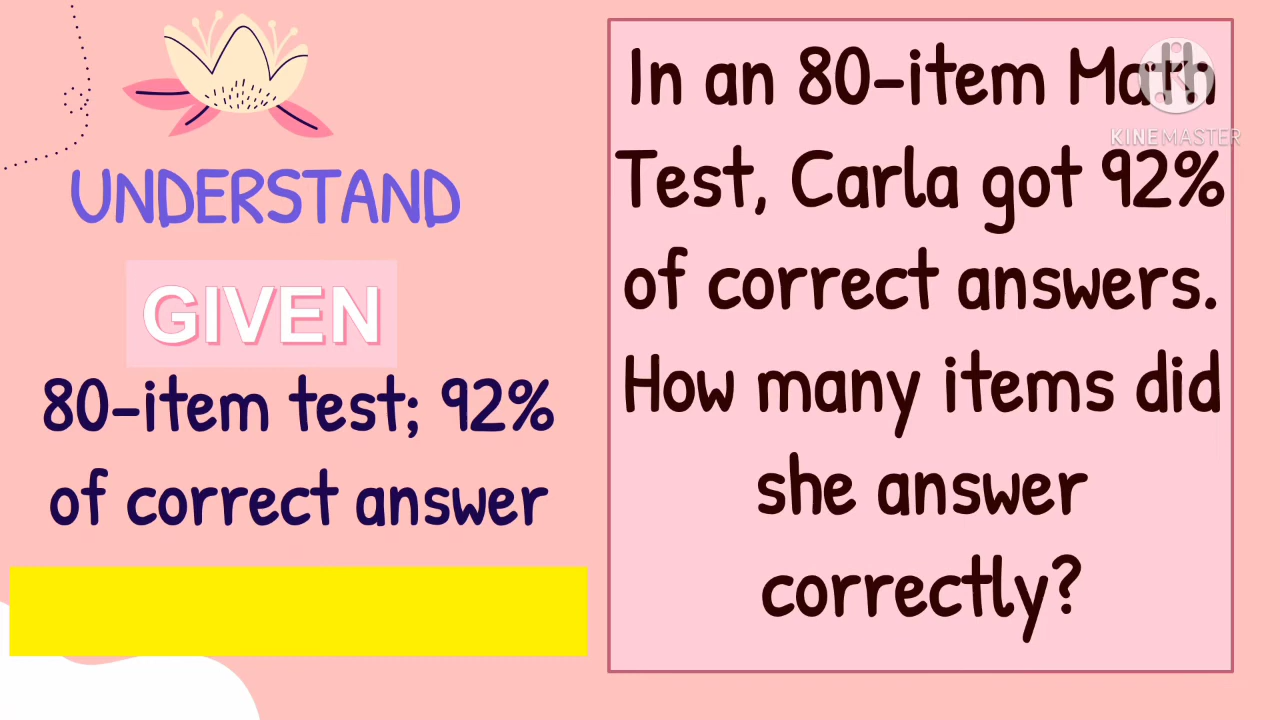 UNDERSTAND
GIVEN
80-item test; 92%
of correct answer
In an 80-item Math
Test, Carla got 92%
of correct answers.
How many items did
she answer
correctly?
KINEMASTER